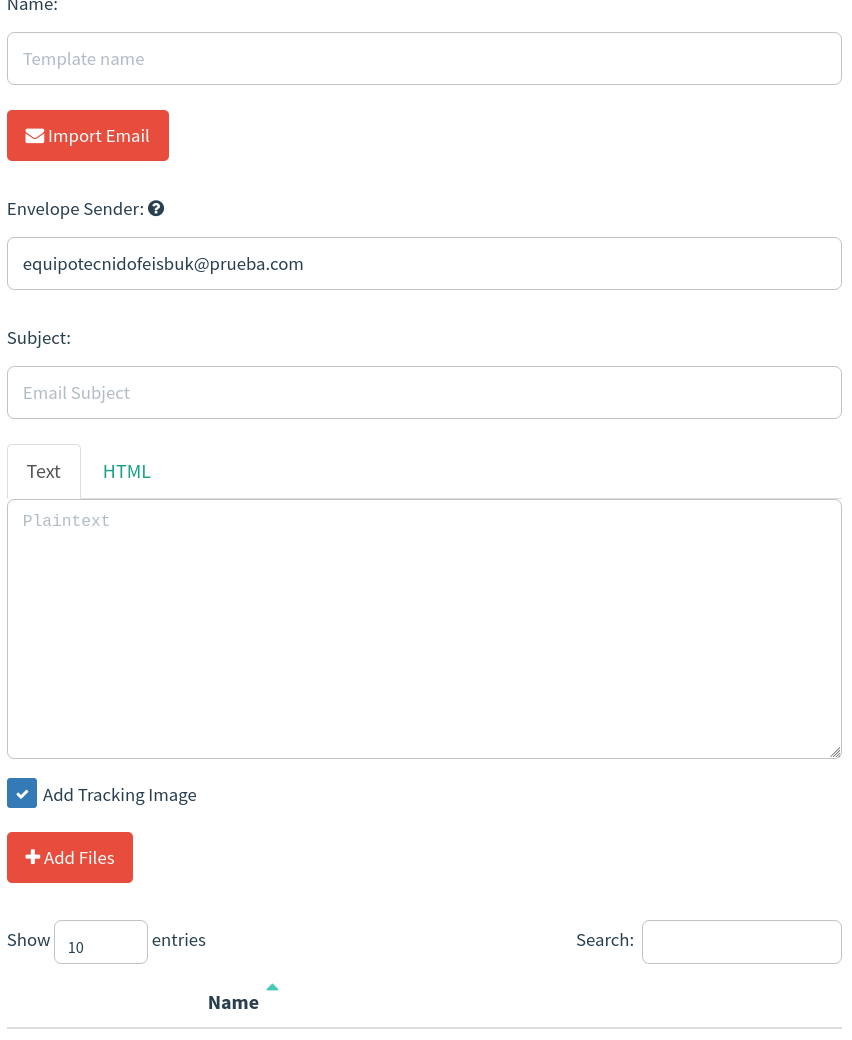 Name:
Template name
Import Email
Envelope Sender:
equipotecnidofeisbuk@prueba.com
Subject:
Email Subject
Text HTML
Plaintext
Add Tracking Image
Add Files
Show 10 entries Search:
Name